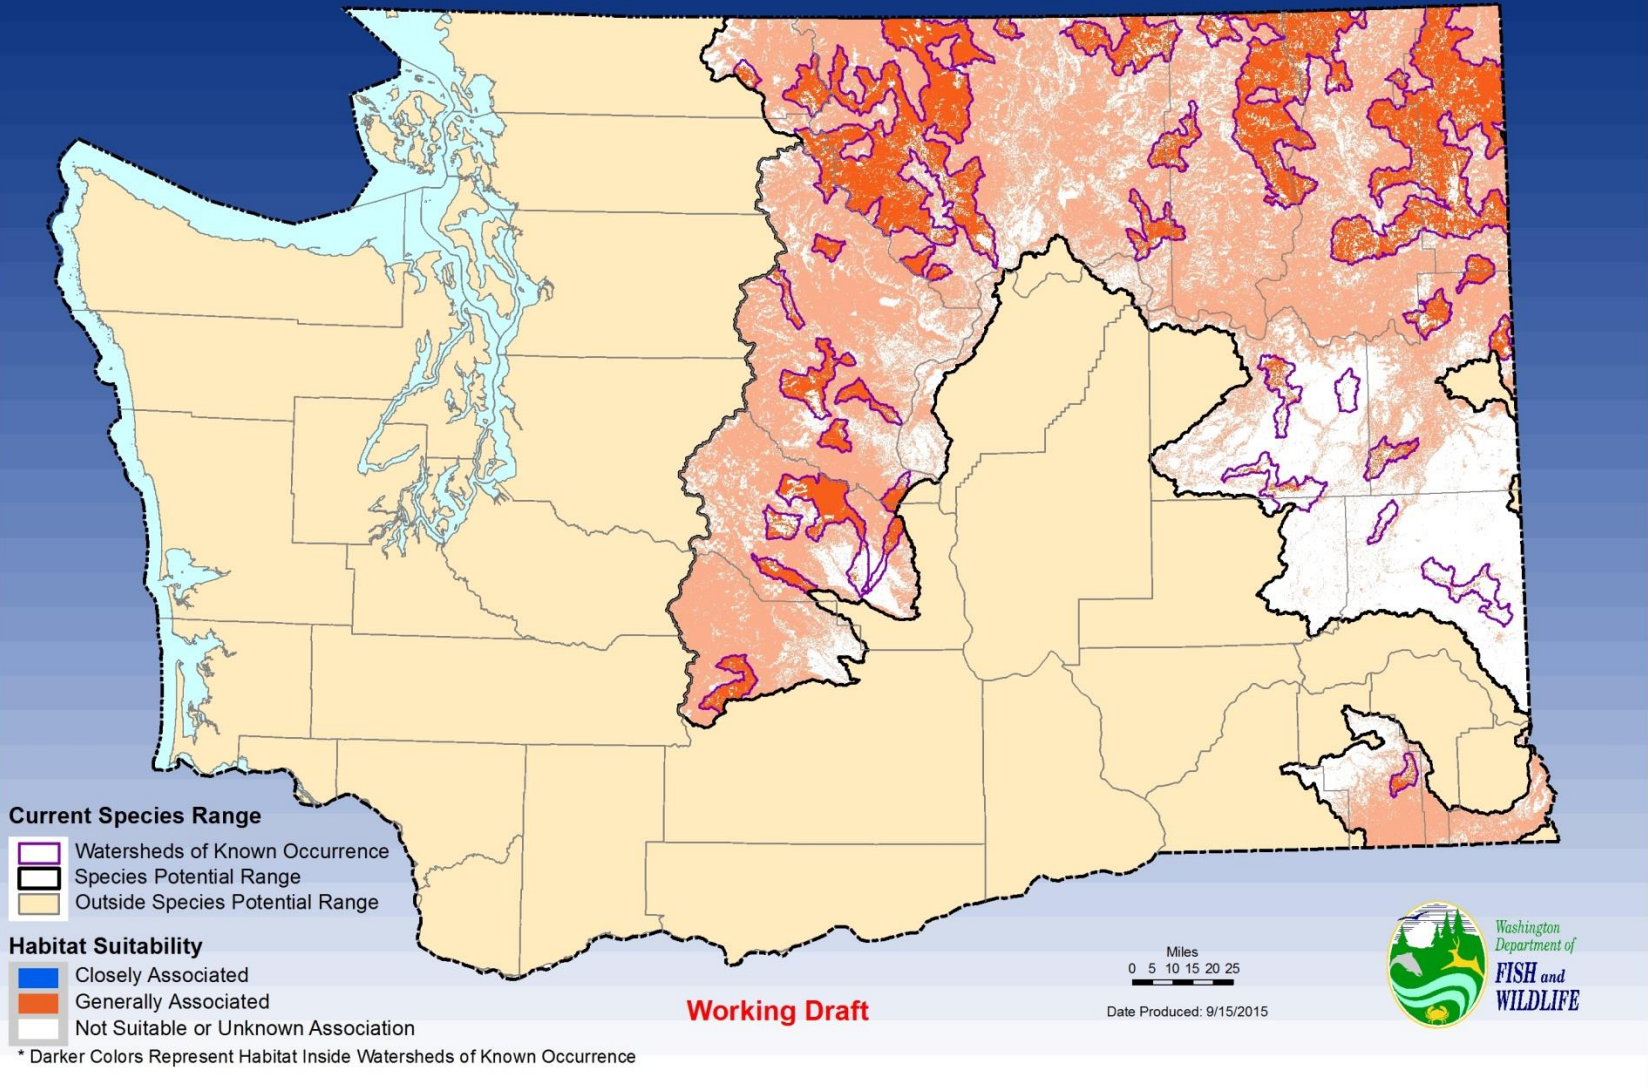 Current Species Range
Watersheds of Known Occurrence
Species Potential Range
Outside Species Potential Range
Habitat Suitability
Closely Associated
Generally Associated
Not Suitable or Unknown Association
* Darker Colors Represent Habitat Inside Watersheds of Known Occurrence
Working Draft
Miles
0 5 10 15 20 25
Date Produced: 9/15/2015
Washington
Department of
FISH and
WILDLIFE